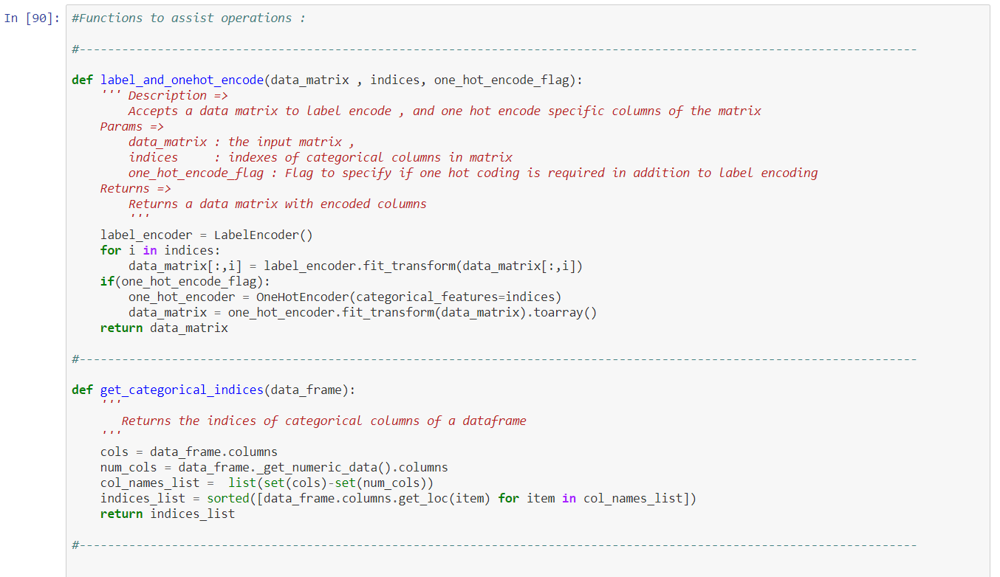 In [90]: #Functions to assist operations :
#----------------------------------------------------------------------------------------------------------------------
def label_and_onehot_encode(data_matrix , indices, one_hot_encode_flag):
    ''' Description =>
        Accepts a data matrix to label encode , and one hot encode specific columns of the matrix
    Params =>
        data_matrix : the input matrix ,
        indices     : indexes of categorical columns in matrix
        one_hot_encode_flag : Flag to specify if one hot coding is required in addition to label encoding
    Returns =>
        Returns a data matrix with encoded columns
        '''
    label_encoder = LabelEncoder()
    for i in indices:
        data_matrix[:,i] = label_encoder.fit_transform(data_matrix[:,i])
    if(one_hot_encode_flag):
        one_hot_encoder = OneHotEncoder(categorical_features=indices)
        data_matrix = one_hot_encoder.fit_transform(data_matrix).toarray()
    return data_matrix
#----------------------------------------------------------------------------------------------------------------------
def get_categorical_indices(data_frame):
    '''
       Returns the indices of categorical columns of a dataframe
    '''
    cols = data_frame.columns
    num_cols = data_frame._get_numeric_data().columns
    col_names_list =  list(set(cols)-set(num_cols))
    indices_list = sorted([data_frame.columns.get_loc(item) for item in col_names_list])
    return indices_list
#----------------------------------------------------------------------------------------------------------------------